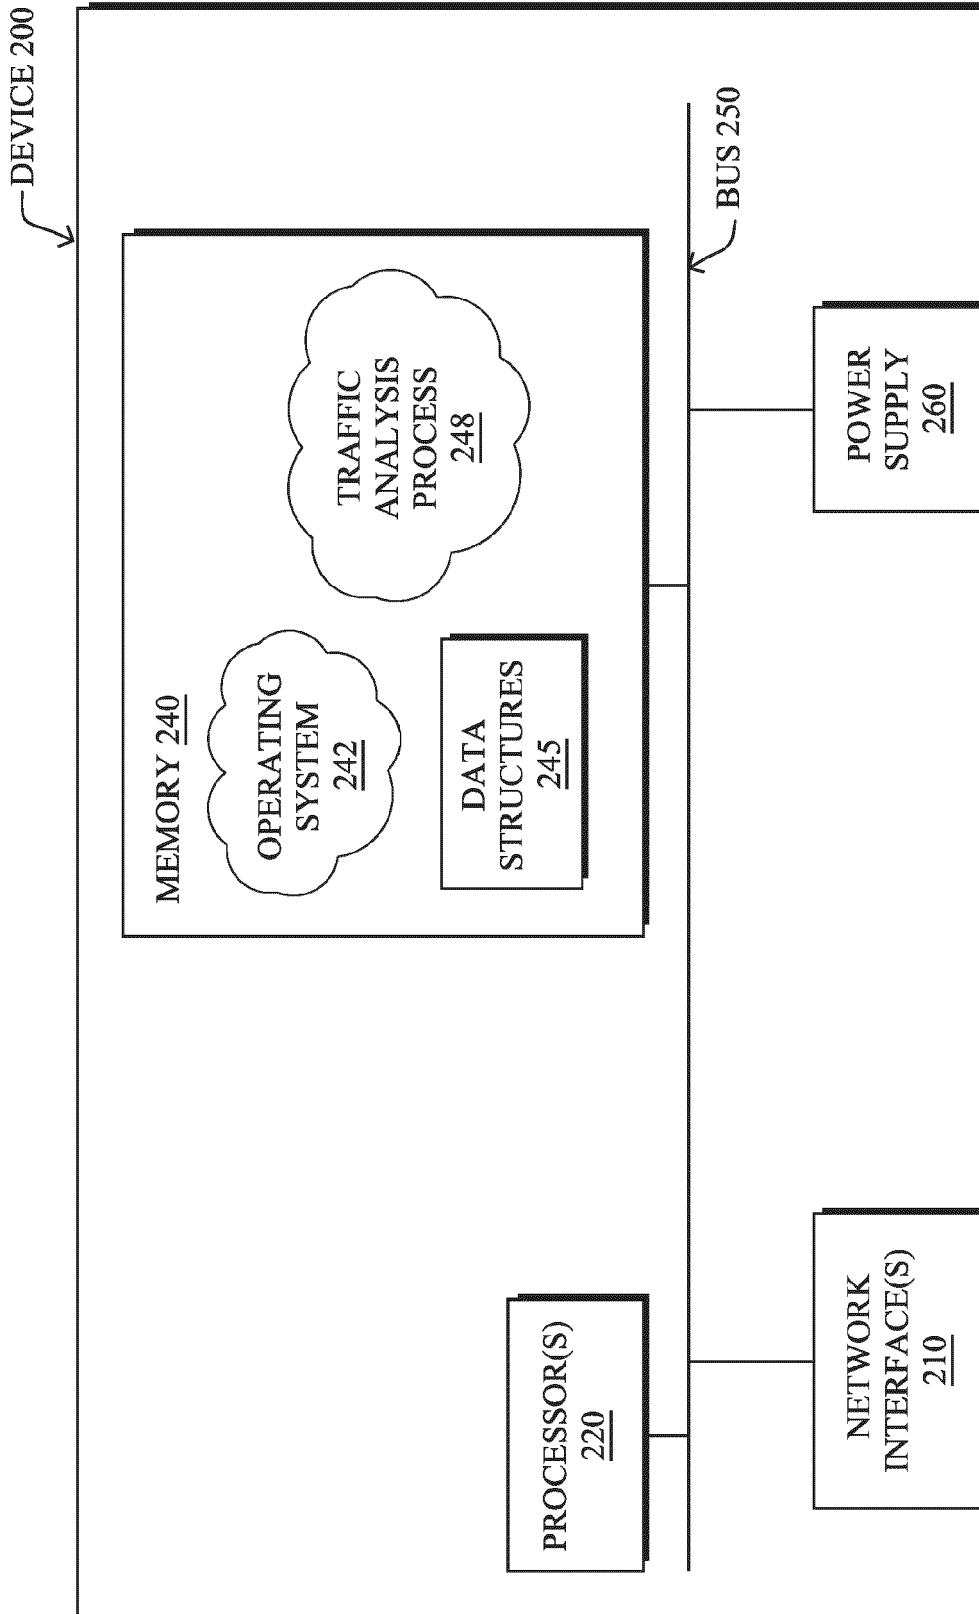 DEVICE 200
MEMORY 240
OPERATING
SYSTEM
242
TRAFFIC
ANALYSIS
PROCESS
248
DATA
STRUCTURES
245
PROCESSOR(S)
220
BUS 250
NETWORK
INTERFACE(S)
210
POWER
SUPPLY
260